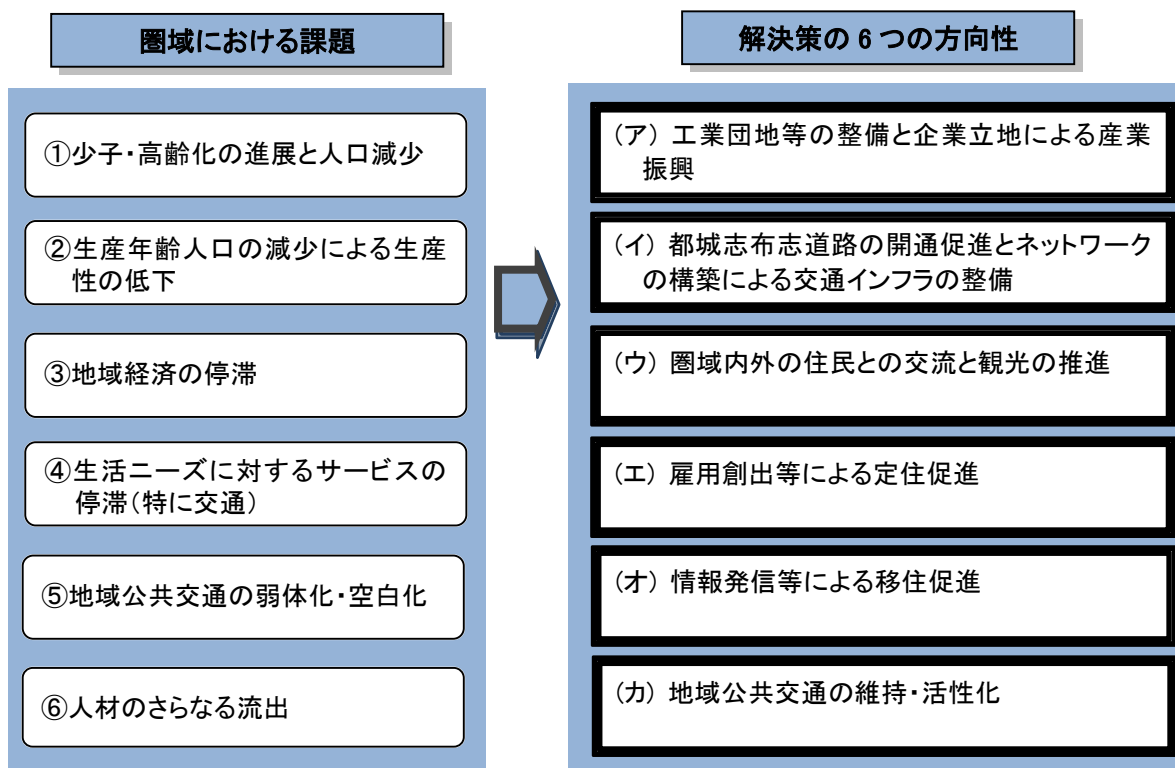 圏域における課題
①少子・高齢化の進展と人口減少
②生産年齢人口の減少による生産
性の低下
③地域経済の停滞
④生活ニーズに対するサービスの
停滞(特に交通)
⑤地域公共交通の弱体化・空白化
⑥人材のさらなる流出
解決策の6つの方向性
(ア) 工業団地等の整備と企業立地による産業
振興
(イ) 都城志布志道路の開通促進とネットワーク
の構築による交通インフラの整備
(ウ) 圏域内外の住民との交流と観光の推進
(エ) 雇用創出等による定住促進
(オ) 情報発信等による移住促進
(カ) 地域公共交通の維持・活性化